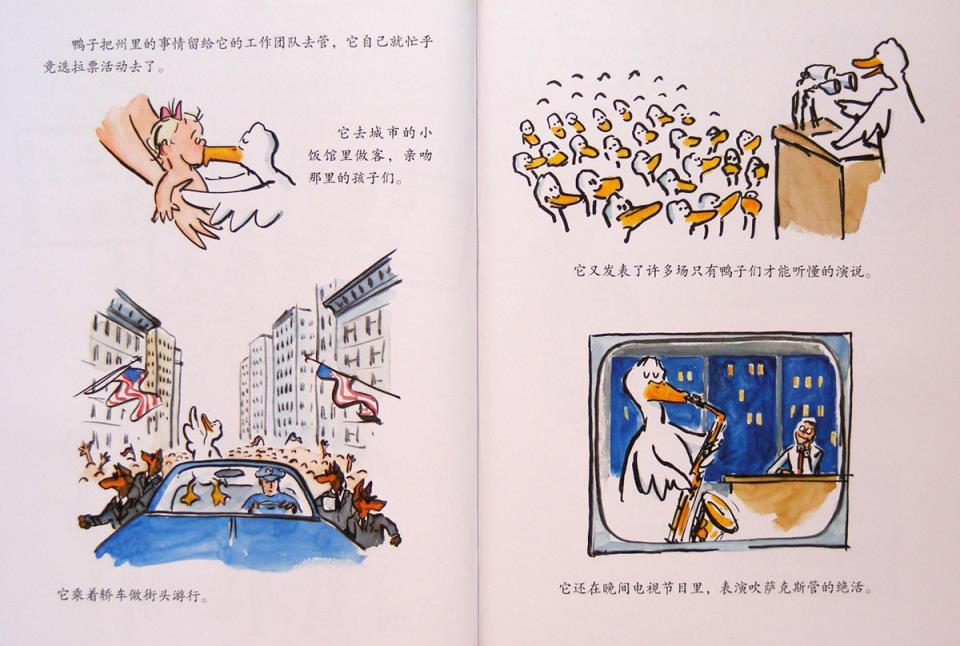 鸭子把州里的事情留给它的工作团队去管，它自己就忙乎
竞选拉票活动去了。
它去城市的小
饭馆里做客，亲吻
那里的孩子们。
它乘着轿车做街头游行。
它又发表了许多场只有鸭子们才能听懂的演说。
它还在晚间电视节目里，表演吹萨克斯管的绝活。